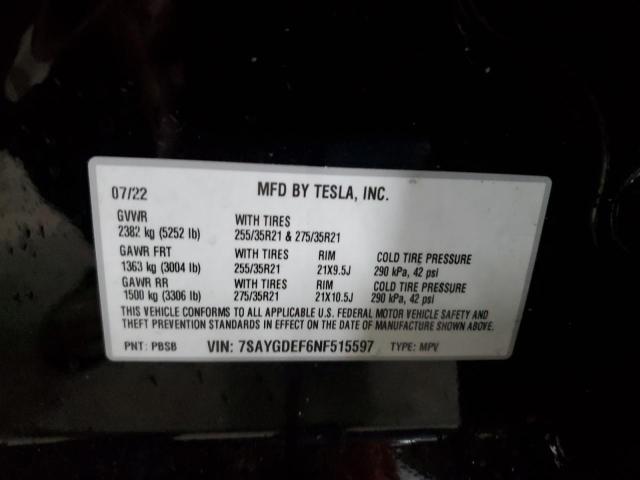 07/22 MFD BY TESLA, INC.
GVWR WITH TIRES
2382 kg (5252 lb) 255/35R21 & 275/35R21
GAWR FRT WITH TIRES RIM COLD TIRE PRESSURE
1363 kg (3004 lb) 255/35R21 21X9.5J 290 kPa, 42 psi
GAWR RR WITH TIRES RIM COLD TIRE PRESSURE
1500 kg (3306 lb) 275/35R21 21X10.5J 290 kPa, 42 psi
THIS VEHICLE CONFORMS TO ALL APPLICABLE U.S. FEDERAL MOTOR VEHICLE SAFETY AND
THEFT PREVENTION STANDARDS IN EFFECT ON THE DATE OF MANUFACTURE SHOWN ABOVE.
PNT: PBSB VIN: 7SAYGDEF6NF515597 TYPE: MPV